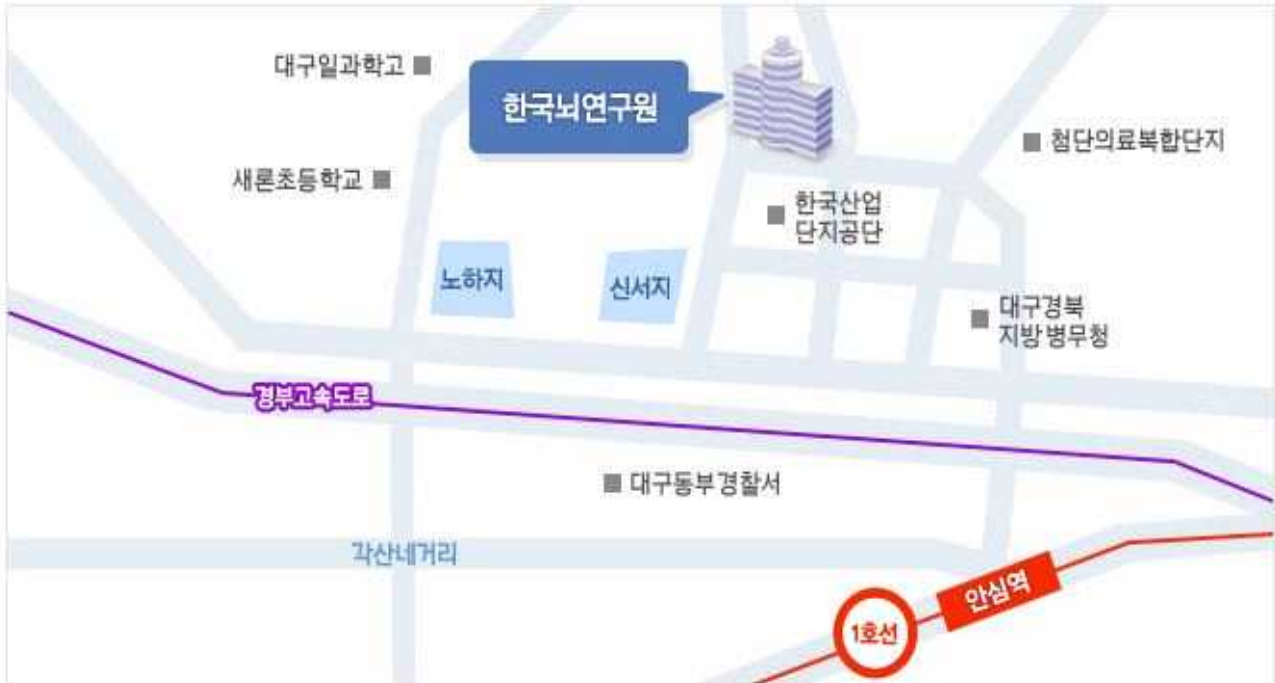 대구일과학고
한국뇌연구원
첨단의료복합단지
새론초등학교
한국산업
단지공단
노하지
신서지
대구경북
지방병무청
경부고속도로
대구동부경찰서
각산네거리
안심역
1호선